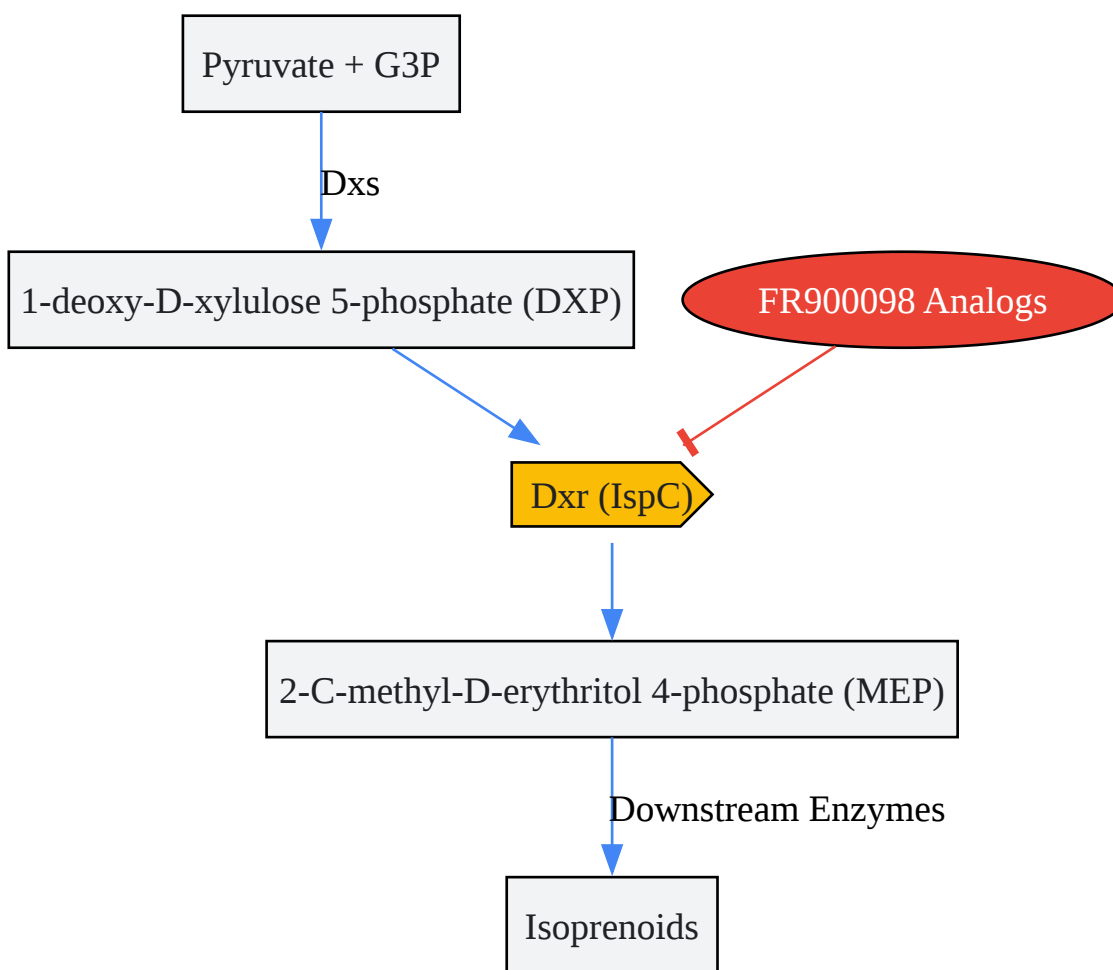 Pyruvate + G3P
Dxs
1-deoxy-D-xylulose 5-phosphate (DXP)
FR900098 Analogs
Dxr (IspC)
2-C-methyl-D-erythritol 4-phosphate (MEP)
Downstream Enzymes
Isoprenoids